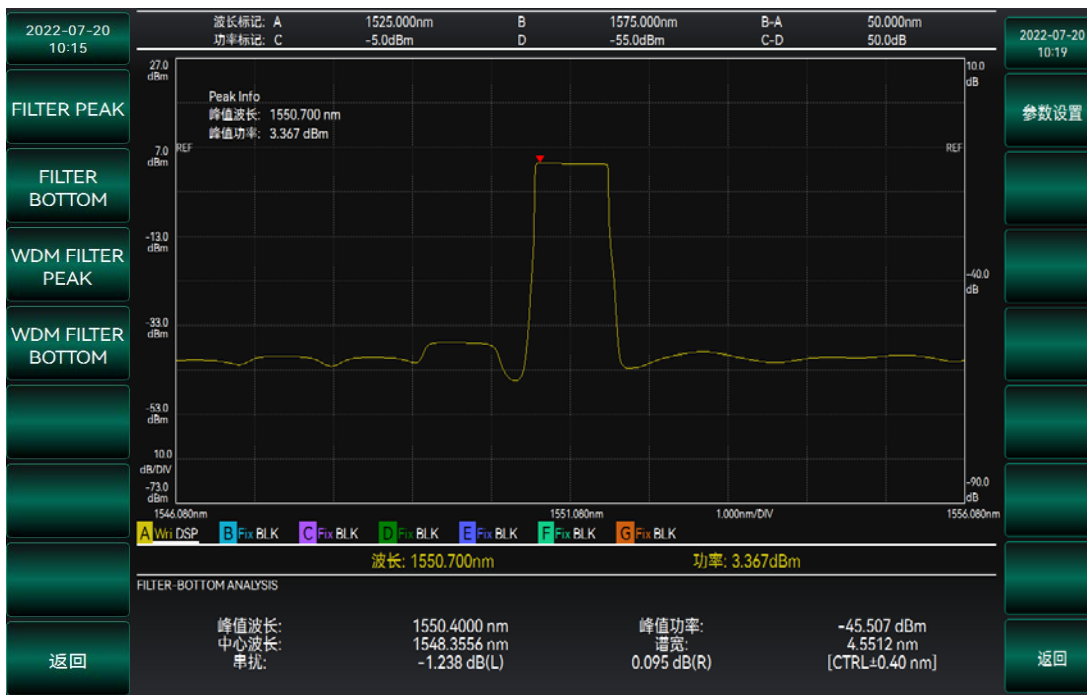 2022-07-20
10:15
FILTER PEAK
FILTER
BOTTOM
WDM FILTER
PEAK
WDM FILTER
BOTTOM
返回
波长标记: A 1525.000nm B 1575.000nm B-A 50.000nm
功率标记: C -5.0dBm D -55.0dBm C-D 50.0dB
27.0
dBm
10.0
dB
Peak Info
峰值波长: 1550.700 nm
峰值功率: 3.367 dBm
7.0
dBm
REF
REF
-13.0
dBm
-40.0
dB
-33.0
dBm
-53.0
dBm
10.0
dB/DIV
-73.0
dBm
-90.0
dB
1546.080nm 1551.080nm 1.000nm/DIV 1556.080nm
A Wri DSP B Fix BLK C Fix BLK D Fix BLK E Fix BLK F Fix BLK G Fix BLK
波长: 1550.700nm 功率: 3.367dBm
FILTER-BOTTOM ANALYSIS
峰值波长: 1550.4000 nm 峰值功率: -45.507 dBm
中心波长: 1548.3556 nm 谱宽: 4.5512 nm
串扰: -1.238 dB(L) 0.095 dB(R) [CTRL±0.40 nm]
2022-07-20
10:19
参数设置
返回